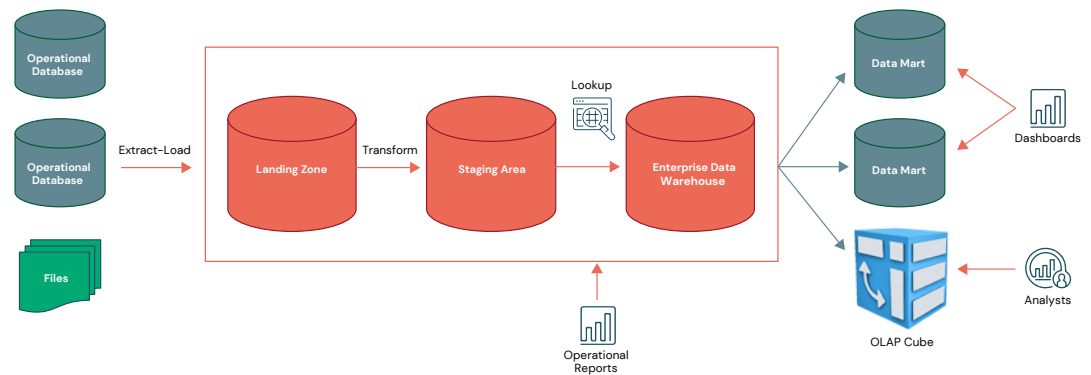 Operational
Database
Operational
Database
Files
Extract-Load
Landing Zone
Transform
Staging Area
Lookup
Enterprise Data
Warehouse
Operational
Reports
Data Mart
Data Mart
OLAP Cube
Dashboards
Analysts